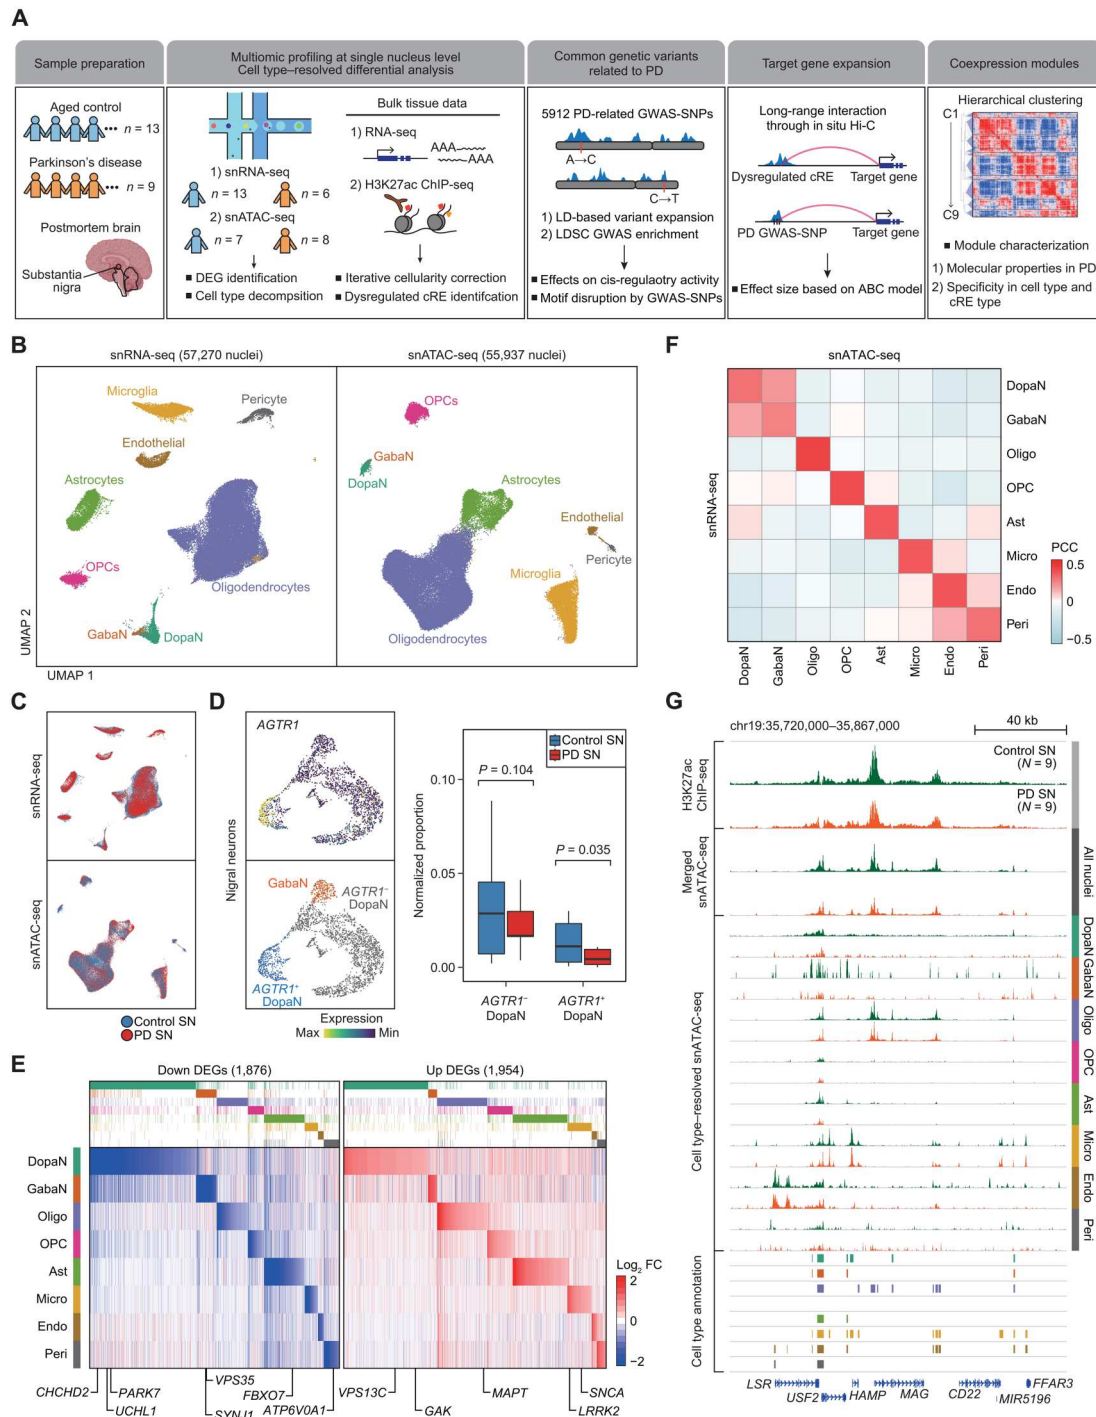 A
Sample preparation
Multiomic profiling at single nucleus level
Cell type–resolved differential analysis
Common genetic variants
related to PD
Target gene expansion
Coexpression modules
Aged control
n = 13
Parkinson's disease
n = 9
Postmortem brain
Substantia
nigra
1) snRNA-seq
n = 13
n = 6
2) snATAC-seq
n = 7
n = 8
■ DEG identification
■ Cell type decompsition
Bulk tissue data
1) RNA-seq
AAA
AAA
2) H3K27ac ChIP-seq
■ Iterative cellularity correction
■ Dysregulated cRE identifcation
5912 PD-related GWAS-SNPs
A→C
C→T
1) LD-based variant expansion
2) LDSC GWAS enrichment
■ Effects on cis-regulaotry activity
■ Motif disruption by GWAS-SNPs
Long-range interaction
through in situ Hi-C
Dysregulated cRE
Target gene
PD GWAS-SNP
Target gene
■ Effect size based on ABC model
Hierarchical clustering
C1
C9
■ Module characterization
1) Molecular properties in PD
2) Specificity in cell type and
cRE type
B
snRNA-seq (57,270 nuclei)
snATAC-seq (55,937 nuclei)
Microglia
Pericyte
Endothelial
Astrocytes
OPCs
Oligodendrocytes
GabaN
DopaN
OPCs
GabaN
DopaN
Astrocytes
Endothelial
Pericyte
Microglia
Oligodendrocytes
UMAP 2
UMAP 1
F
snATAC-seq
snRNA-seq
DopaN
GabaN
Oligo
OPC
Ast
Micro
Endo
Peri
DopaN
GabaN
Oligo
OPC
Ast
Micro
Endo
Peri
PCC
0.5
0
−0.5
C
snRNA-seq
snATAC-seq
Control SN
PD SN
D
Nigral neurons
AGTR1
GabaN
AGTR1−
DopaN
AGTR1+
DopaN
Expression
Max
Min
Control SN
PD SN
Normalized proportion
0.10
0.05
0.00
P = 0.104
P = 0.035
AGTR1−
DopaN
AGTR1+
DopaN
E
Down DEGs (1,876)
Up DEGs (1,954)
DopaN
GabaN
Oligo
OPC
Ast
Micro
Endo
Peri
Log2 FC
2
1
0
−1
−2
CHCHD2
PARK7
UCHL1
VPS35
SYNJ1
FBXO7
ATP6V0A1
VPS13C
GAK
MAPT
SNCA
LRRK2
G
chr19:35,720,000–35,867,000
40 kb
H3K27ac
ChIP-seq
Control SN
(N = 9)
PD SN
(N = 9)
Merged
snATAC-seq
Cell type–resolved snATAC-seq
Cell type annotation
All nuclei
DopaN
GabaN
Oligo
OPC
Ast
Micro
Endo
Peri
LSR
USF2
HAMP
MAG
CD22
MIR5196
FFAR3